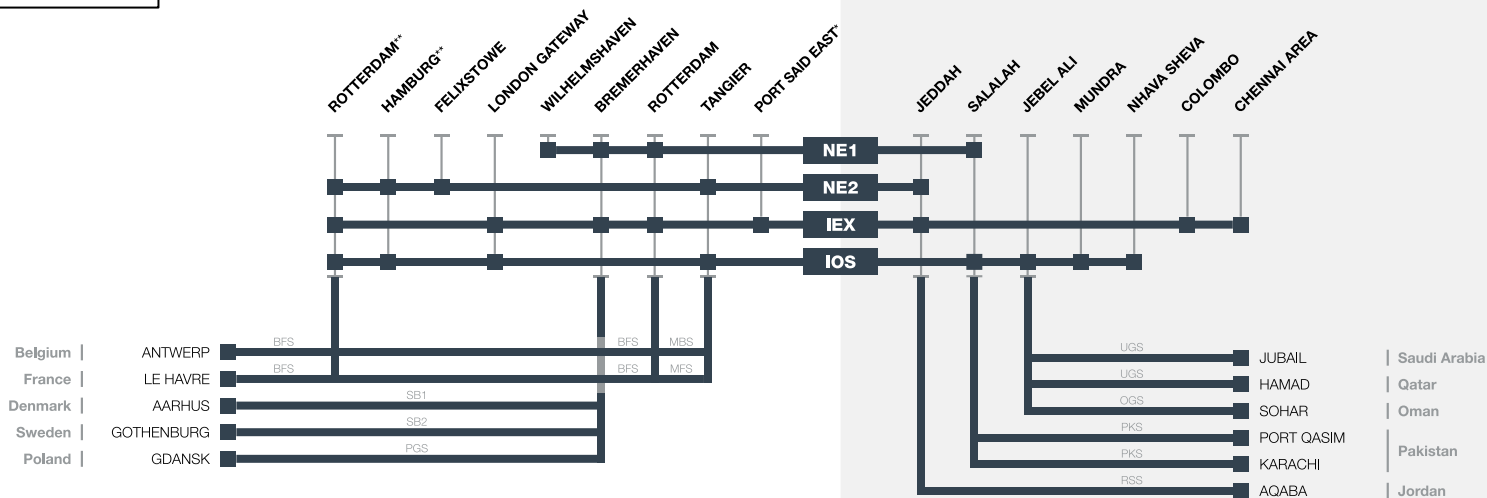 ROTTERDAM**
HAMBURG**
FELIXSTOWE
LONDON GATEWAY
WILHELMSHAVEN
BREMERHAVEN
ROTTERDAM
TANGIER
PORT SAID EAST*
JEDDAH
SALALAH
JEBEL ALI
MUNDRA
NHAVA SHEVA
COLOMBO
CHENNAI AREA
NE1
NE2
IEX
IOS
Belgium | ANTWERP BFS BFS MBS
France | LE HAVRE BFS BFS MFS
Denmark | AARHUS SB1
Sweden | GOTHENBURG SB2
Poland | GDANSK PGS
UGS JUBAIL | Saudi Arabia
UGS HAMAD | Qatar
OGS SOHAR | Oman
PKS PORT QASIM
Pakistan
PKS KARACHI
RSS AQABA | Jordan